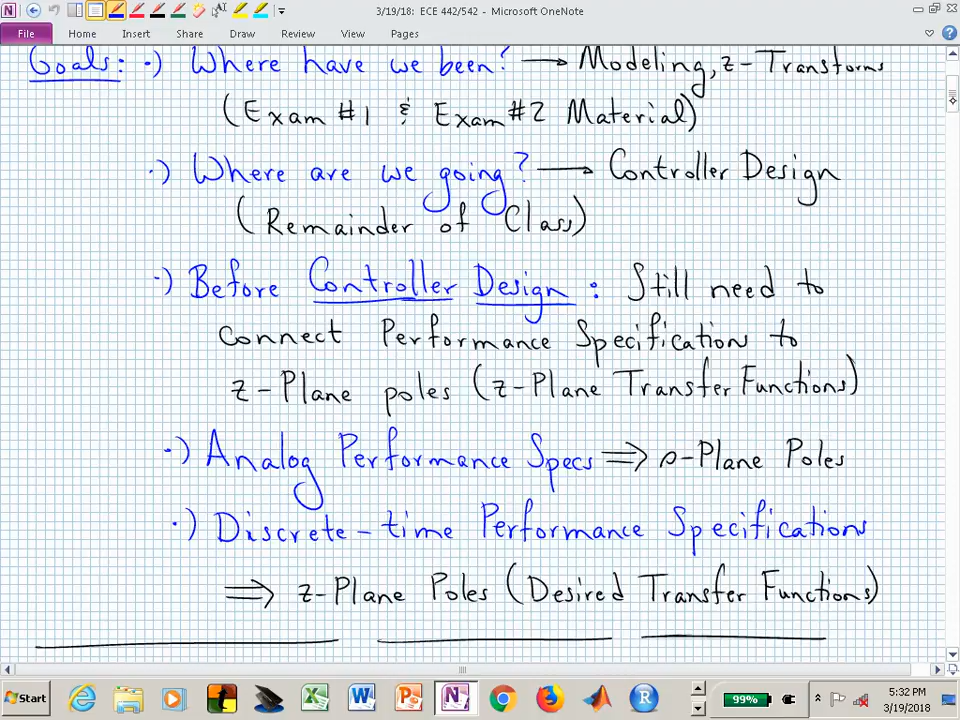 3/19/18: ECE 442/542 - Microsoft OneNote
File Home Insert Share Draw Review View Pages
Goals: •) Where have we been? → Modeling, z-Transforms
(Exam #1 & Exam #2 Material)
•) Where are we going? → Controller Design
(Remainder of Class)
•) Before Controller Design: Still need to
connect Performance Specifications to
z-Plane poles (z-Plane Transfer Functions)
•) Analog Performance Specs ⇒ s-Plane Poles
•) Discrete-time Performance Specifications
⇒ z-Plane Poles (Desired Transfer Functions)
Start
99%
5:32 PM
3/19/2018